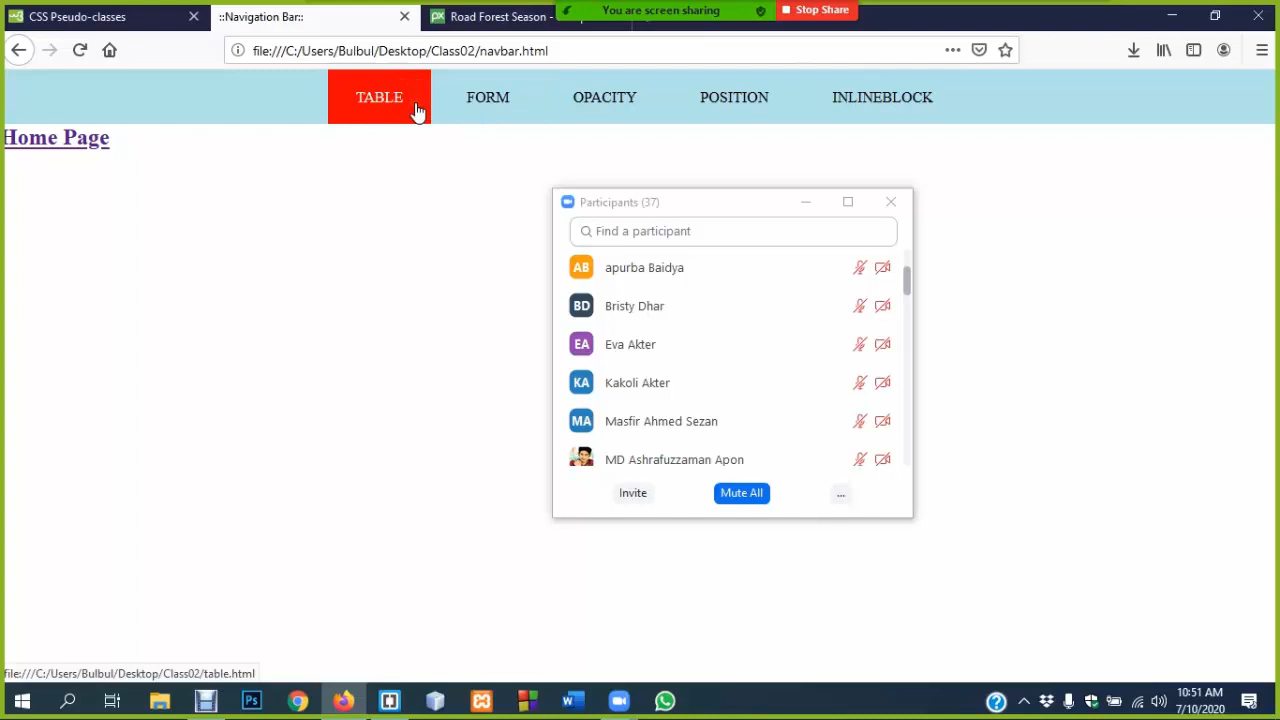 CSS Pseudo-classes
::Navigation Bar::
Road Forest Season -
You are screen sharing
Stop Share
file:///C:/Users/Bulbul/Desktop/Class02/navbar.html
TABLE FORM OPACITY POSITION INLINEBLOCK
Home Page
Participants (37)
Find a participant
AB apurba Baidya
BD Bristy Dhar
EA Eva Akter
KA Kakoli Akter
MA Masfir Ahmed Sezan
MD Ashrafuzzaman Apon
Invite Mute All ...
file:///C:/Users/Bulbul/Desktop/Class02/table.html
10:51 AM
7/10/2020